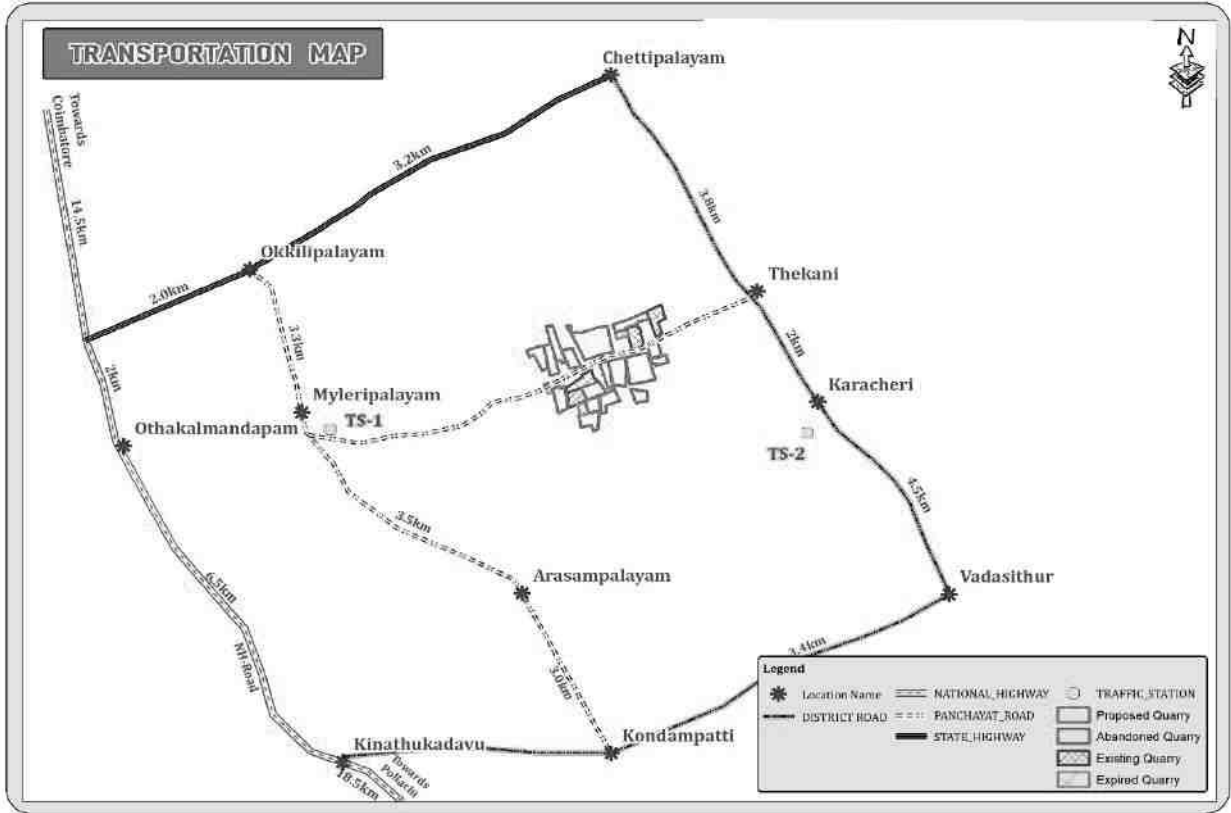 TRANSPORTATION MAP
N
Chettipalayam
Towards
Coimbatore
14.5km
3.2km
3.8km
Okkilipalayam
2.0km
Thekani
3.3km
2km
2km
Myleripalayam
TS-1
Karacheri
Othakalmandapam
TS-2
4.5km
3.5km
6.5km
Arasampalayam
Vadasithur
NH-Road
3.0km
3.4km
Kinathukadavu
Kondampatti
Towards
Pollachi
18.5km
Legend
Location Name
NATIONAL_HIGHWAY
TRAFFIC_STATION
DISTRICT ROAD
PANCHAYAT_ROAD
Proposed Quarry
STATE_HIGHWAY
Abandoned Quarry
Existing Quarry
Expired Quarry